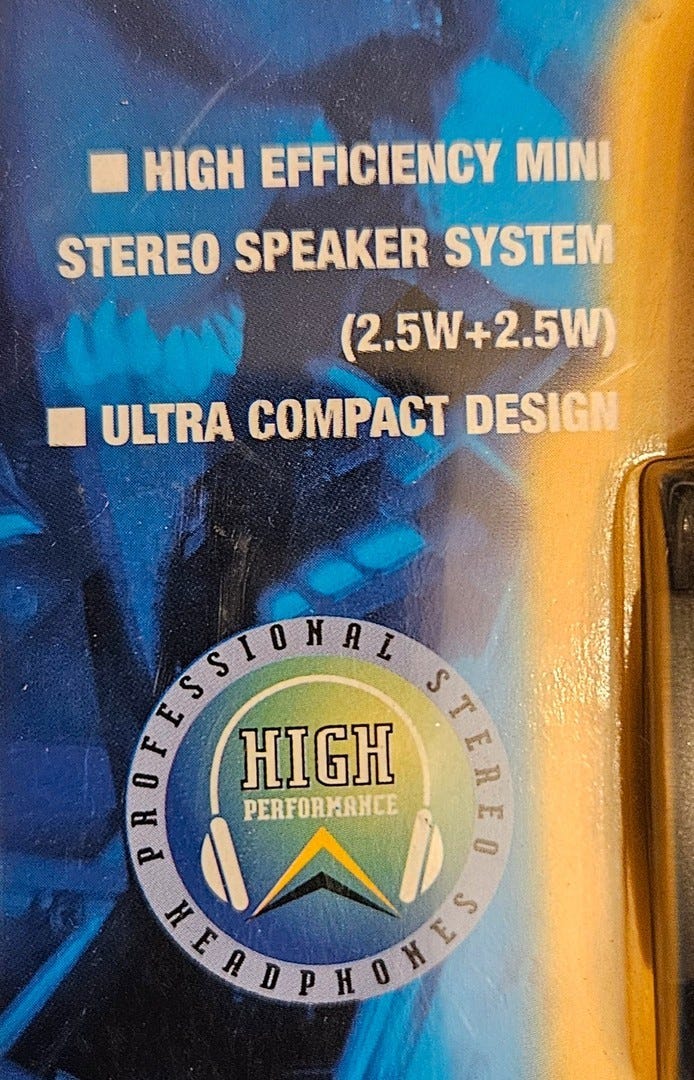 ■ HIGH EFFICIENCY MINI
STEREO SPEAKER SYSTEM
(2.5W+2.5W)
■ ULTRA COMPACT DESIGN
PROFESSIONAL STEREO
HIGH
PERFORMANCE
HEADPHONES